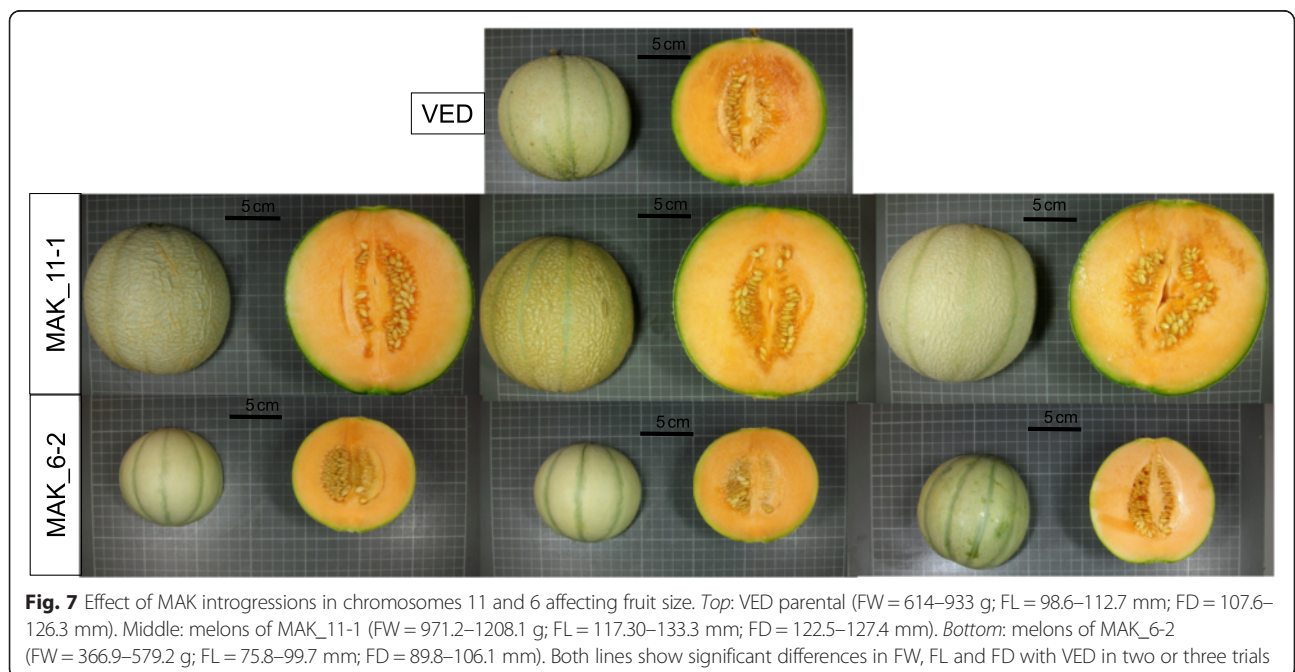 5 cm
VED
5 cm
5 cm
5 cm
MAK_11-1
5 cm
5 cm
5 cm
MAK_6-2
Fig. 7 Effect of MAK introgressions in chromosomes 11 and 6 affecting fruit size. Top: VED parental (FW = 614–933 g; FL = 98.6–112.7 mm; FD = 107.6–
126.3 mm). Middle: melons of MAK_11-1 (FW = 971.2–1208.1 g; FL = 117.30–133.3 mm; FD = 122.5–127.4 mm). Bottom: melons of MAK_6-2
(FW = 366.9–579.2 g; FL = 75.8–99.7 mm; FD = 89.8–106.1 mm). Both lines show significant differences in FW, FL and FD with VED in two or three trials